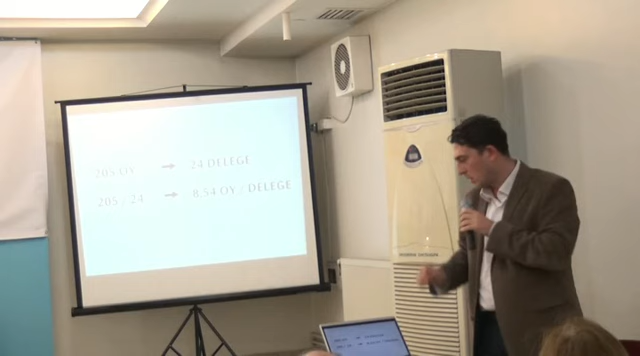 205 OY → 24 DELEGE
205 / 24 → 8,54 OY / DELEGE